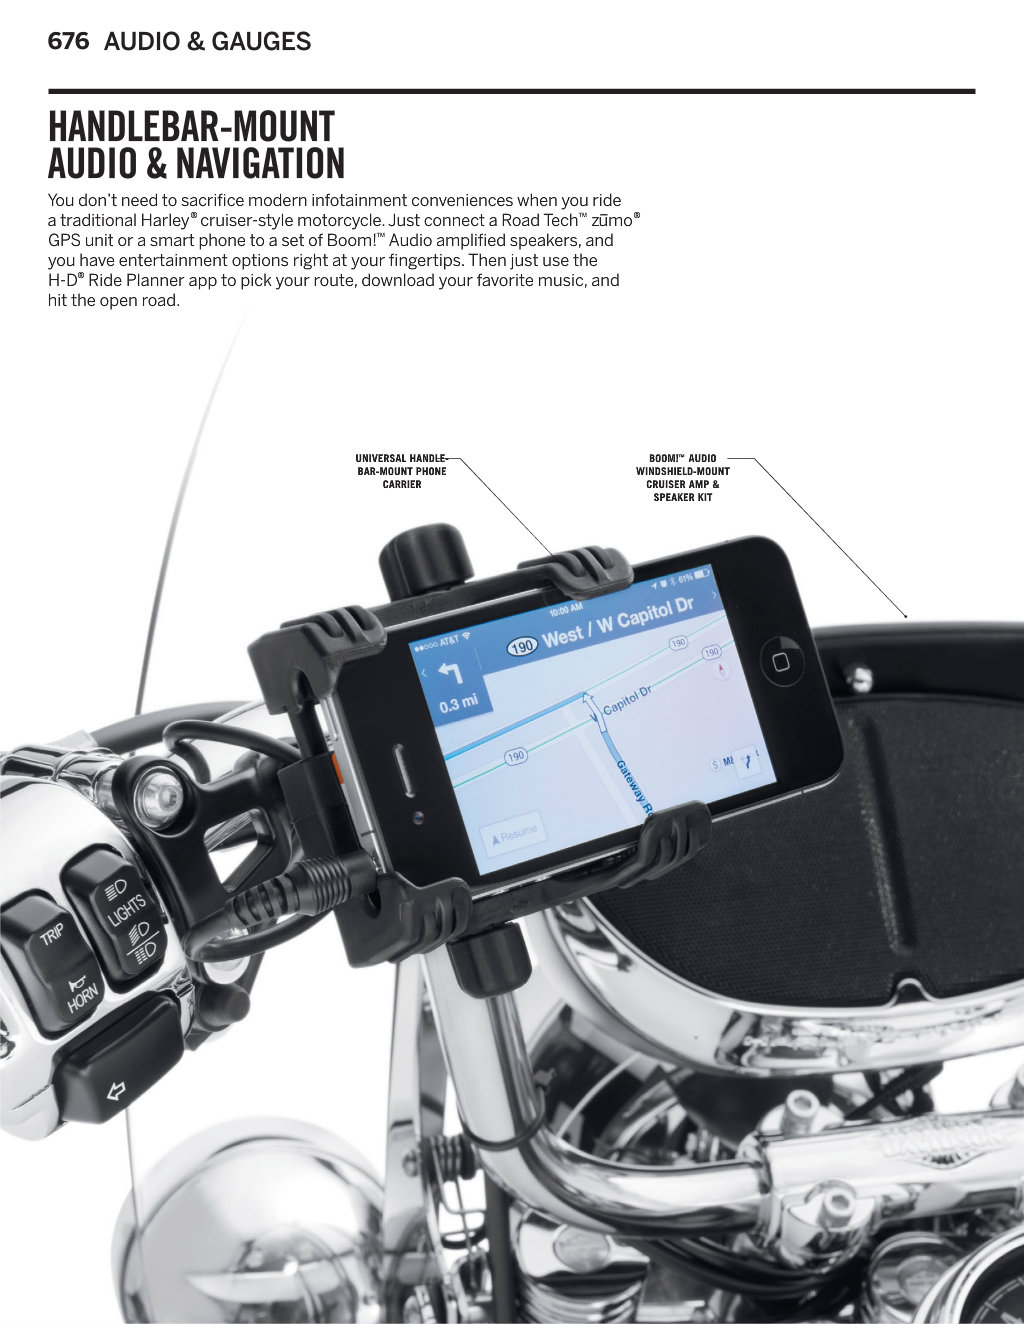 676 AUDIO & GAUGES
HANDLEBAR-MOUNT
AUDIO & NAVIGATION
You don't need to sacrifice modern infotainment conveniences when you ride
a traditional Harley® cruiser-style motorcycle. Just connect a Road Tech™ zūmo®
GPS unit or a smart phone to a set of Boom!™ Audio amplified speakers, and
you have entertainment options right at your fingertips. Then just use the
H-D® Ride Planner app to pick your route, download your favorite music, and
hit the open road.
UNIVERSAL HANDLE-
BAR-MOUNT PHONE
CARRIER
BOOM!™ AUDIO
WINDSHIELD-MOUNT
CRUISER AMP &
SPEAKER KIT
AT&T
10:00 AM
61%
190 West / W Capitol Dr
0.3 mi
190
190
W Capitol Dr
190
Gateway
S
Resume
LIGHTS
TRIP
HORN
DAVIDSON